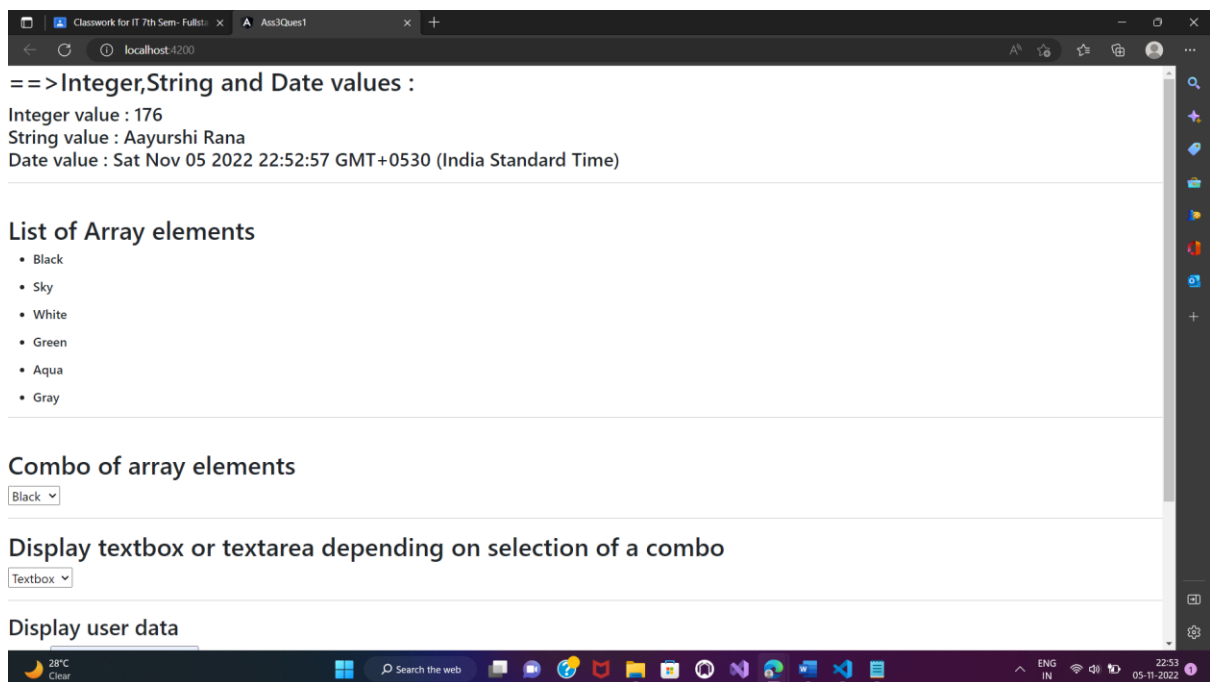 Classwork for IT 7th Sem- Fullsta
Ass3Ques1
localhost:4200
==>Integer,String and Date values :
Integer value : 176
String value : Aayurshi Rana
Date value : Sat Nov 05 2022 22:52:57 GMT+0530 (India Standard Time)
List of Array elements
Black
Sky
White
Green
Aqua
Gray
Combo of array elements
Black
Display textbox or textarea depending on selection of a combo
Textbox
Display user data
28°C
Clear
Search the web
ENG
IN
22:53
05-11-2022
1